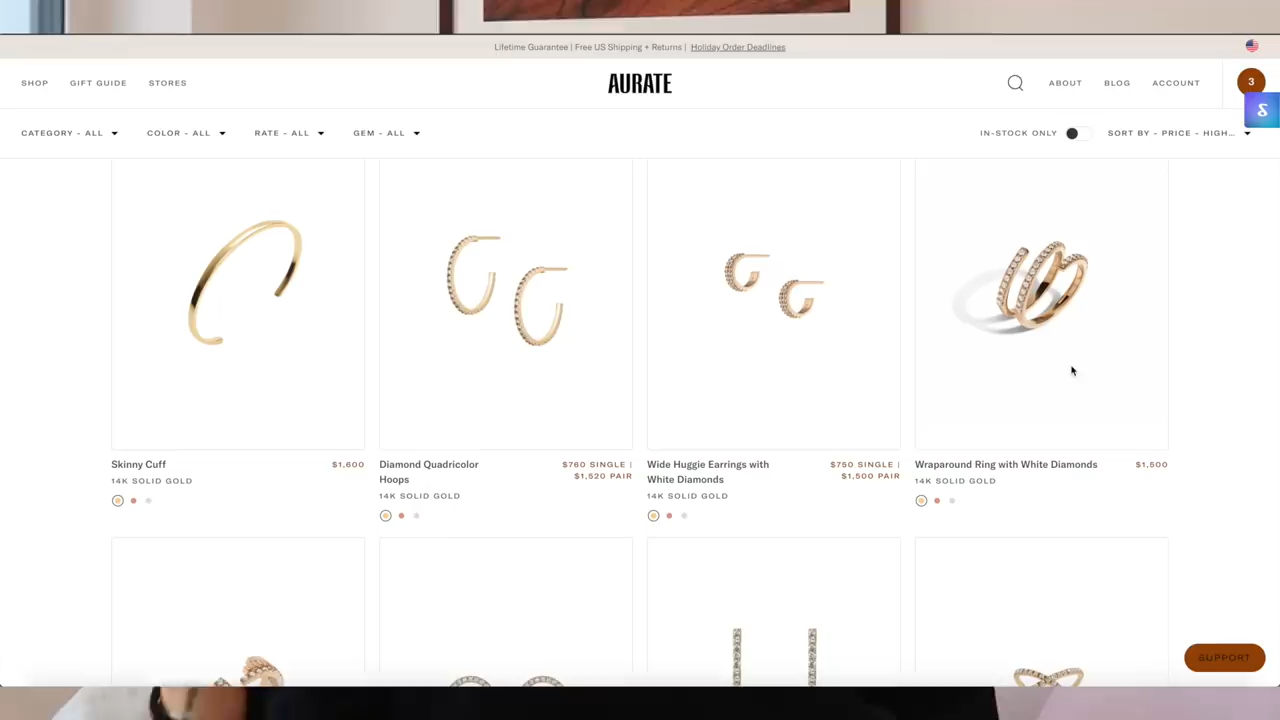 Lifetime Guarantee | Free US Shipping + Returns | Holiday Order Deadlines
SHOP GIFT GUIDE STORES AURATE ABOUT BLOG ACCOUNT 3
CATEGORY - ALL COLOR - ALL RATE - ALL GEM - ALL IN-STOCK ONLY SORT BY - PRICE - HIGH...
Skinny Cuff $1,600
14K SOLID GOLD
Diamond Quadricolor $760 SINGLE |
Hoops $1,520 PAIR
14K SOLID GOLD
Wide Huggie Earrings with $750 SINGLE |
White Diamonds $1,500 PAIR
14K SOLID GOLD
Wraparound Ring with White Diamonds $1,500
14K SOLID GOLD
SUPPORT